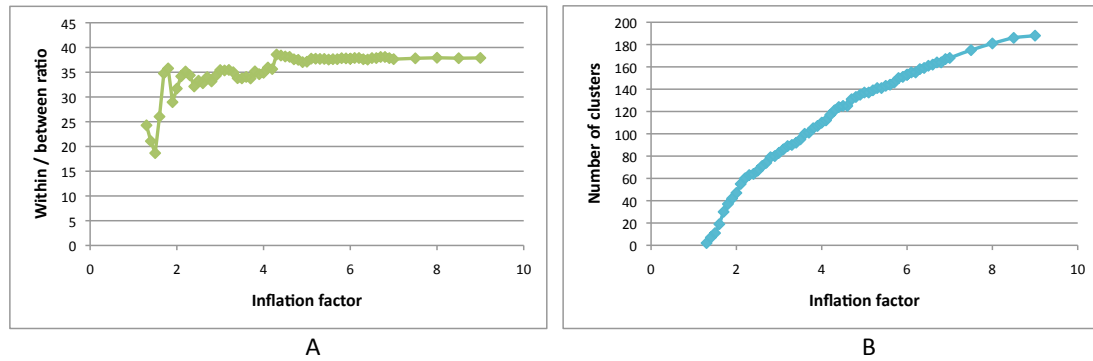 45
40
35
30
25
20
15
10
5
0
0 2 4 6 8 10
Within / between ratio
Inflation factor
A
200
180
160
140
120
100
80
60
40
20
0
0 2 4 6 8 10
Number of clusters
Inflation factor
B